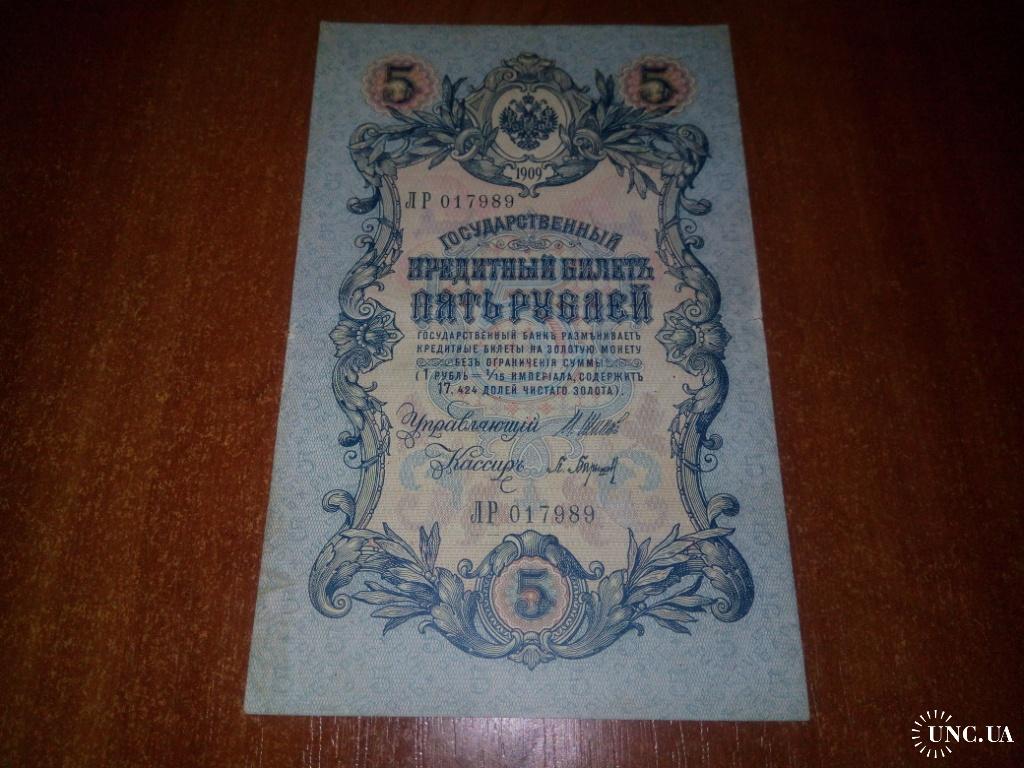 5 5
1909
ЛР 017989
ГОСУДАРСТВЕННЫЙ
КРЕДИТНЫЙ БИЛЕТЪ
ПЯТЬ РУБЛЕЙ
ГОСУДАРСТВЕННЫЙ БАНКЪ РАЗМѢНИВАЕТЪ
КРЕДИТНЫЕ БИЛЕТЫ НА ЗОЛОТУЮ МОНЕТУ
БЕЗЪ ОГРАНИЧЕНІЯ СУММЫ
(1 РУБЛЬ = 1/15 ИМПЕРІАЛА, СОДЕРЖИТЪ
17,424 ДОЛЕЙ ЧИСТАГО ЗОЛОТА).
Управляющій
Кассиръ
ЛР 017989
5
UNC.UA